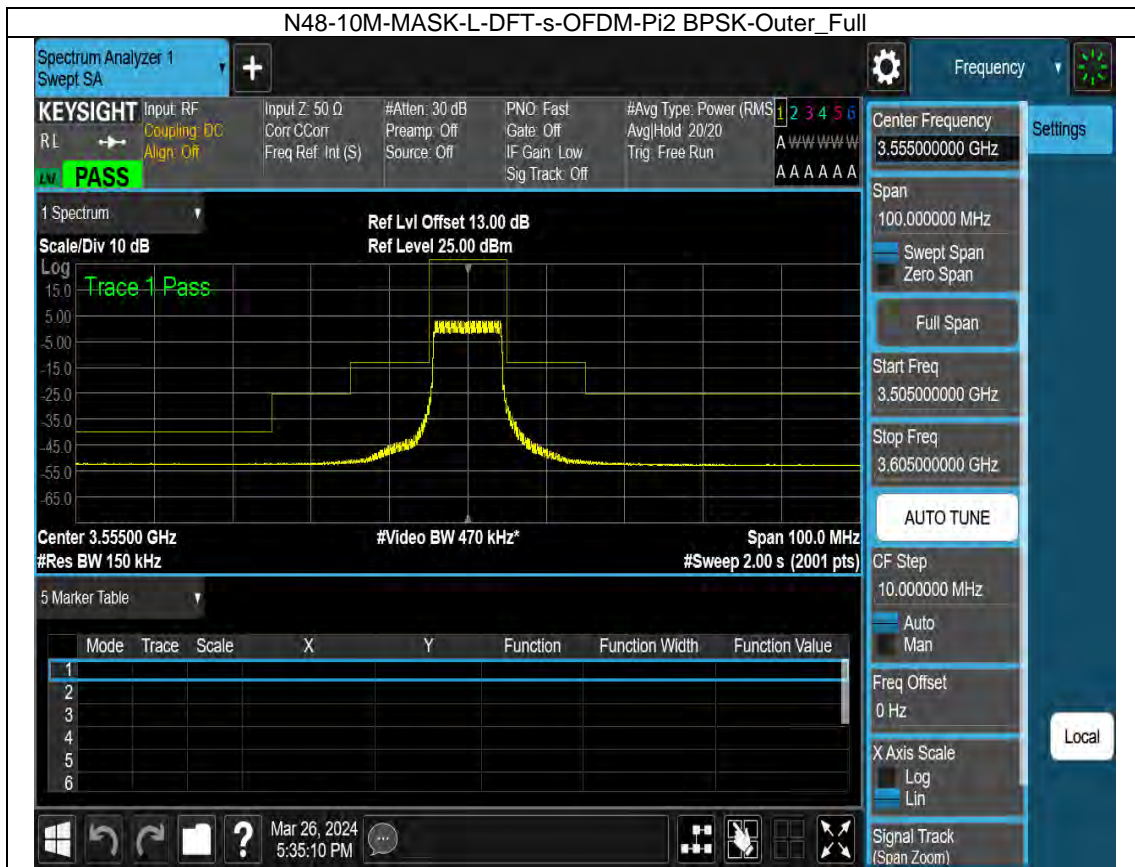 N48-10M-MASK-L-DFT-s-OFDM-Pi2 BPSK-Outer_Full
Spectrum Analyzer 1
Swept SA
+
Frequency
KEYSIGHT
RL
PASS
Input: RF
Coupling: DC
Align: Off
Input Z: 50 Ω
Corr CCorr
Freq Ref: Int (S)
#Atten: 30 dB
Preamp: Off
Source: Off
PNO: Fast
Gate: Off
IF Gain: Low
Sig Track: Off
#Avg Type: Power (RMS
Avg|Hold: 20/20
Trig: Free Run
1 2 3 4 5 6
A W W W W W
A A A A A A
Center Frequency
3.555000000 GHz
Settings
Span
100.000000 MHz
Swept Span
Zero Span
Full Span
Start Freq
3.505000000 GHz
Stop Freq
3.605000000 GHz
AUTO TUNE
CF Step
10.000000 MHz
Auto
Man
Freq Offset
0 Hz
X Axis Scale
Log
Lin
Signal Track
(Span Zoom)
Local
1 Spectrum
Scale/Div 10 dB
Ref Lvl Offset 13.00 dB
Ref Level 25.00 dBm
Log
Trace 1 Pass
15.0
5.00
-5.00
-15.0
-25.0
-35.0
-45.0
-55.0
-65.0
Center 3.55500 GHz
#Res BW 150 kHz
#Video BW 470 kHz*
Span 100.0 MHz
#Sweep 2.00 s (2001 pts)
5 Marker Table
Mode Trace Scale X Y Function Function Width Function Value
1
2
3
4
5
6
?
Mar 26, 2024
5:35:10 PM